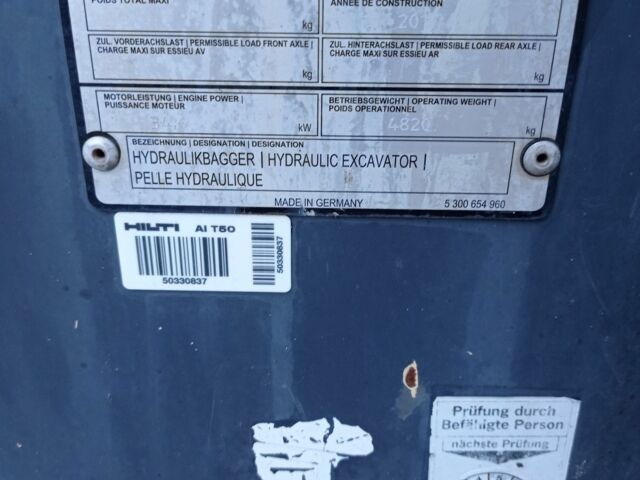 POIDS TOTAL MAXI
ANNÉE DE CONSTRUCTION
kg
ZUL. VORDERACHSLAST | PERMISSIBLE LOAD FRONT AXLE |
CHARGE MAXI SUR ESSIEU AV
kg
ZUL. HINTERACHSLAST | PERMISSIBLE LOAD REAR AXLE |
CHARGE MAXI SUR ESSIEU AR
kg
MOTORLEISTUNG | ENGINE POWER |
PUISSANCE MOTEUR
kW
BETRIEBSGEWICHT | OPERATING WEIGHT |
POIDS OPERATIONNEL
4820
kg
BEZEICHNUNG | DESIGNATION | DESIGNATION
HYDRAULIKBAGGER | HYDRAULIC EXCAVATOR |
PELLE HYDRAULIQUE
MADE IN GERMANY
5 300 654 960
HILTI AI T50
50330837
50330837
Prüfung durch
Befähigte Person
nächste Prüfung